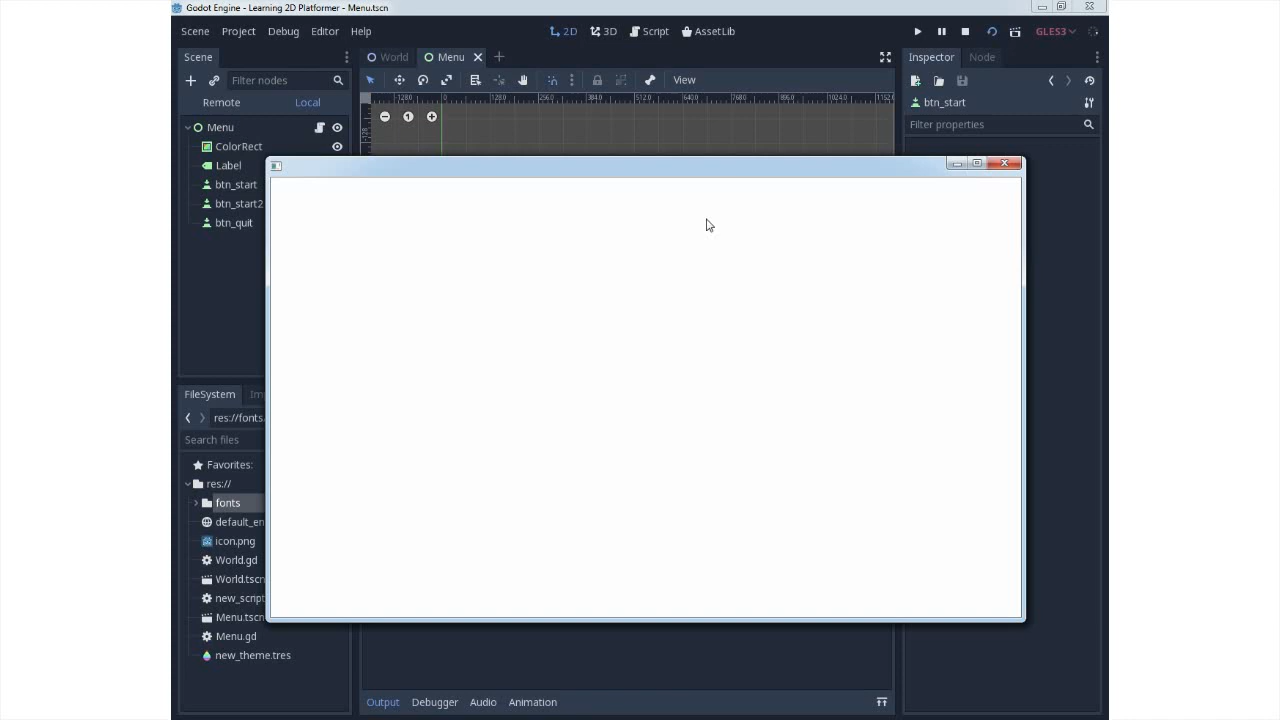 Godot Engine - Learning 2D Platformer - Menu.tscn
Scene Project Debug Editor Help
2D 3D Script AssetLib
GLES3
Scene
World Menu
Inspector Node
Filter nodes
View
Remote Local
btn_start
Filter properties
Menu
ColorRect
Label
btn_start
btn_start2
btn_quit
FileSystem Im
res://fonts
Search files
Favorites:
res://
fonts
default_en
icon.png
World.gd
World.tscn
new_script
Menu.tscn
Menu.gd
new_theme.tres
Output Debugger Audio Animation